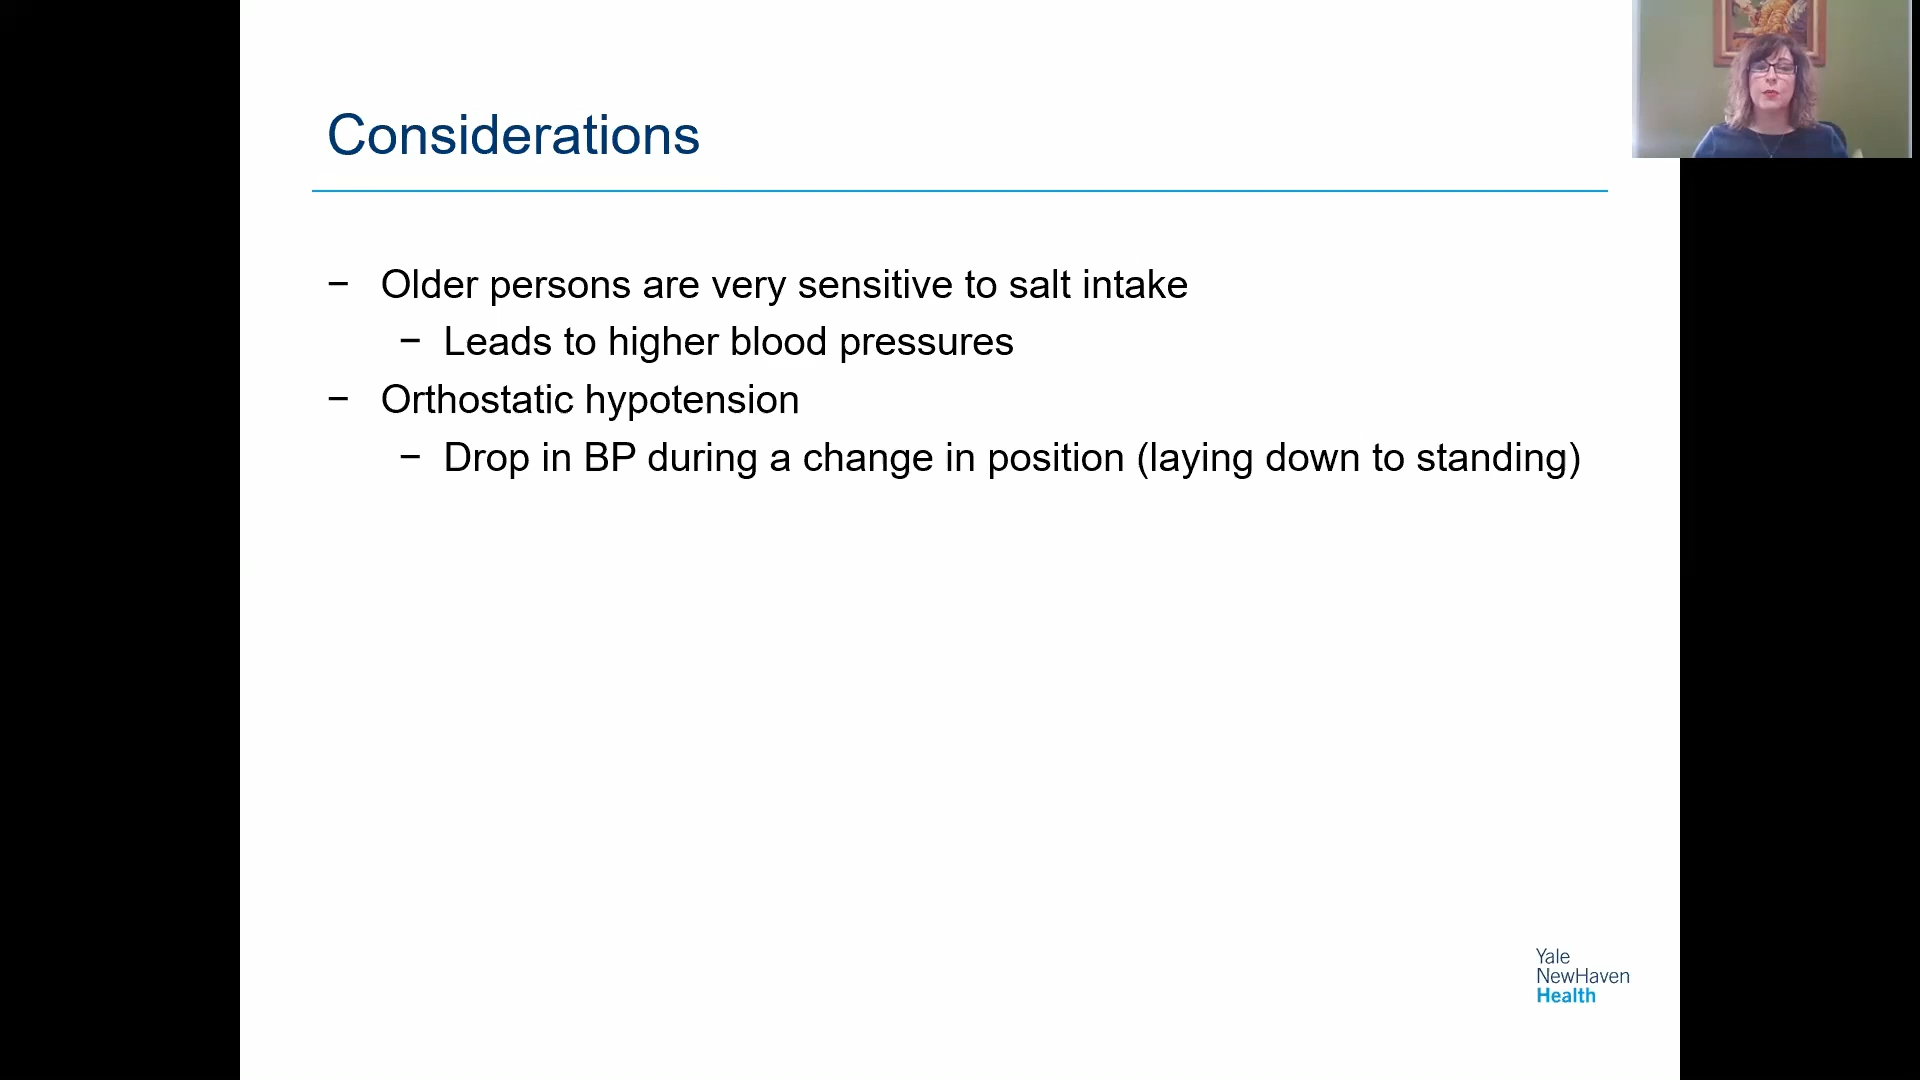 Considerations
− Older persons are very sensitive to salt intake
− Leads to higher blood pressures
− Orthostatic hypotension
− Drop in BP during a change in position (laying down to standing)
Yale
NewHaven
Health